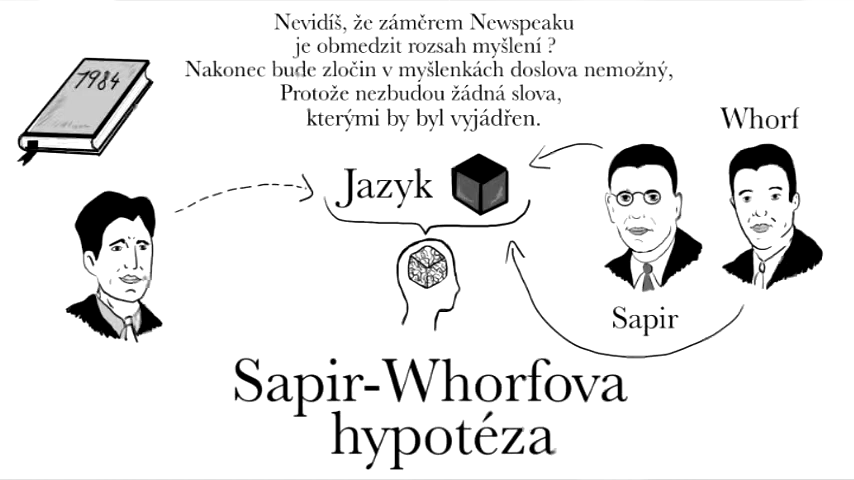 Nevidíš, že záměrem Newspeaku
je obmedzit rozsah myšlení ?
Nakonec bude zločin v myšlenkách doslova nemožný,
Protože nezbudou žádná slova,
kterými by byl vyjádřen.
1984
Whorf
Jazyk
Sapir
Sapir-Whorfova
hypotéza